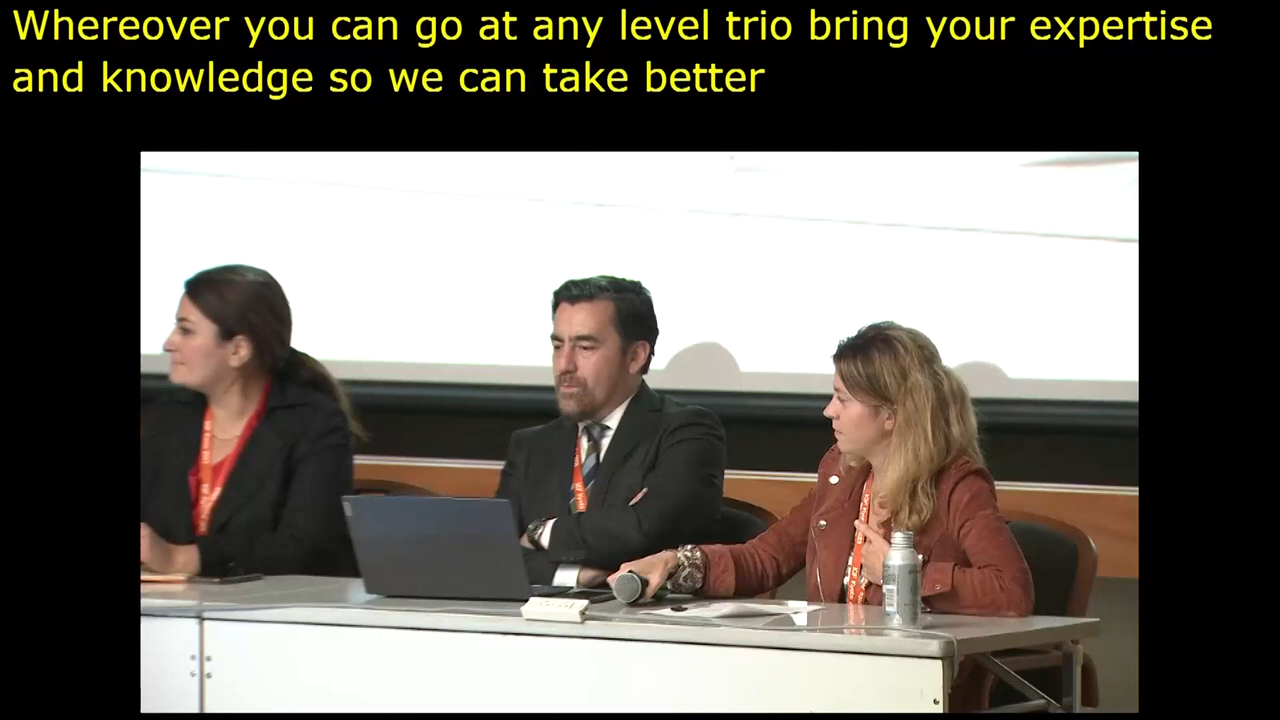 Whereover you can go at any level trio bring your expertise
and knowledge so we can take better